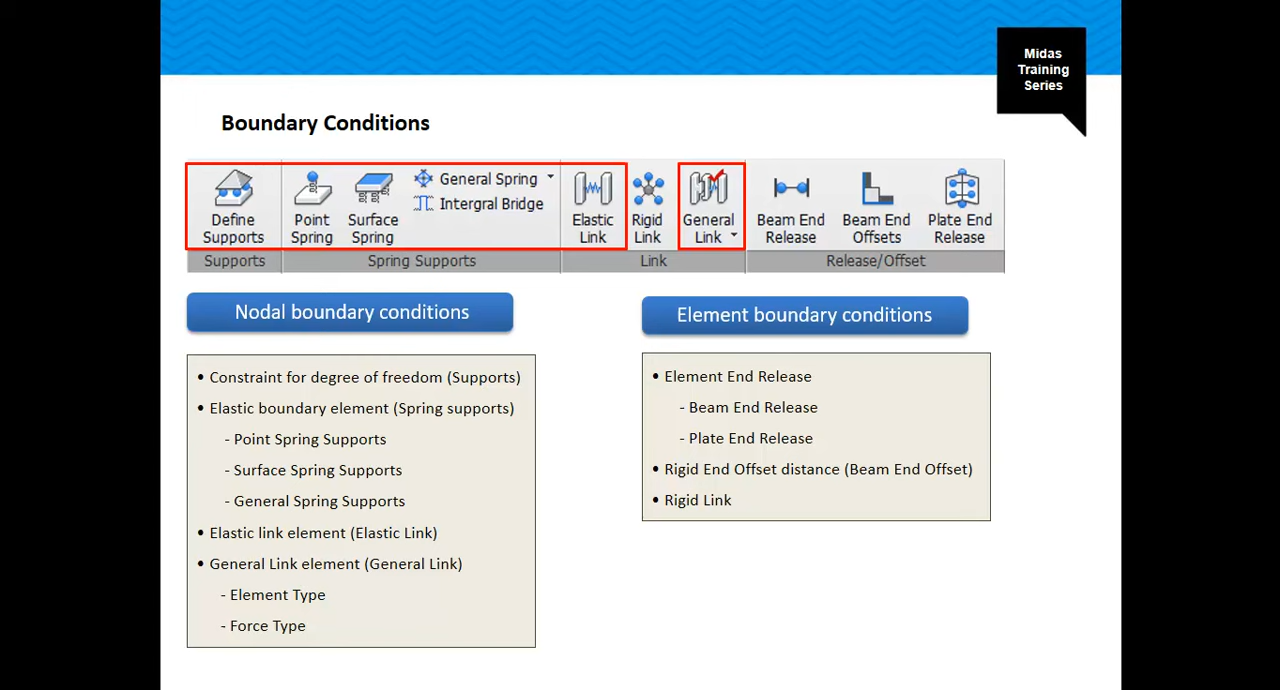 Midas
Training
Series
Boundary Conditions
Define
Supports
Point
Spring
Surface
Spring
General Spring
Intergral Bridge
Elastic
Link
Rigid
Link
General
Link
Beam End
Release
Beam End
Offsets
Plate End
Release
Supports
Spring Supports
Link
Release/Offset
Nodal boundary conditions
• Constraint for degree of freedom (Supports)
• Elastic boundary element (Spring supports)
- Point Spring Supports
- Surface Spring Supports
- General Spring Supports
• Elastic link element (Elastic Link)
• General Link element (General Link)
- Element Type
- Force Type
Element boundary conditions
• Element End Release
- Beam End Release
- Plate End Release
• Rigid End Offset distance (Beam End Offset)
• Rigid Link